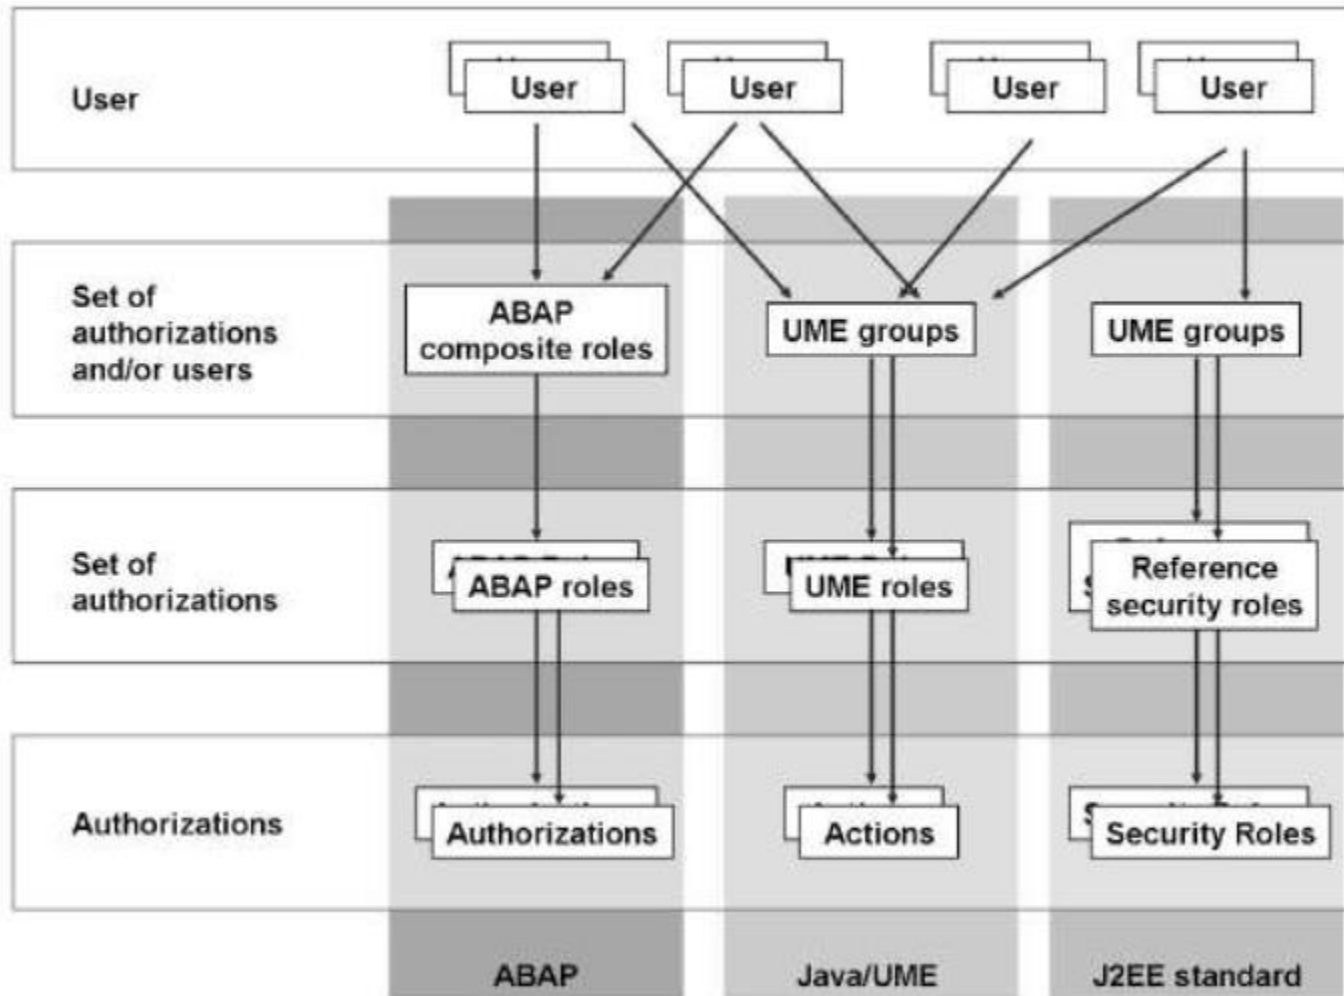 User
User
User
User
User
Set of
authorizations
and/or users
ABAP
composite roles
UME groups
UME groups
Set of
authorizations
ABAP roles
UME roles
Reference
security roles
Authorizations
Authorizations
Actions
Security Roles
ABAP
Java/UME
J2EE standard